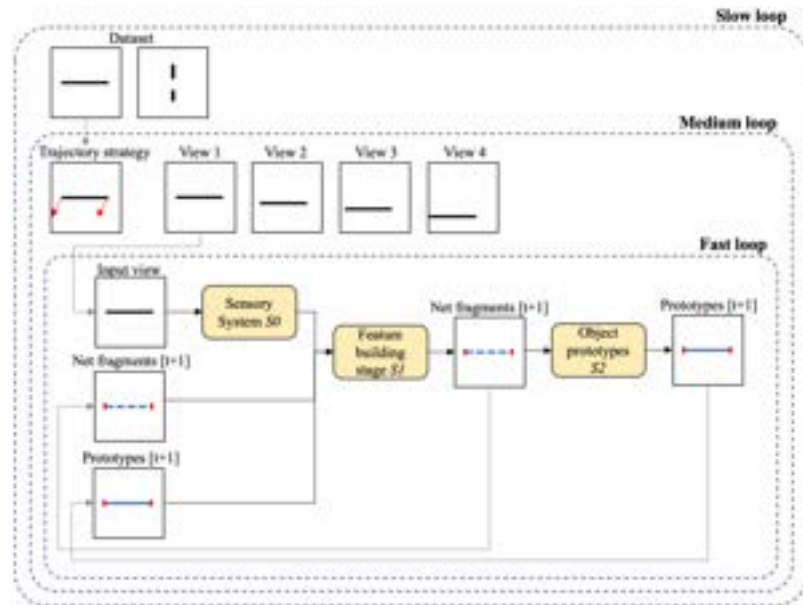 Slow loop
Dataset
Medium loop
Trajectory strategy
View 1
View 2
View 3
View 4
Fast loop
Input view
Sensory
System S0
Net fragments [t+1]
Prototypes [t+1]
Feature
building
stage S1
Object
prototypes
S2
Net fragments [t+1]
Prototypes [t+1]